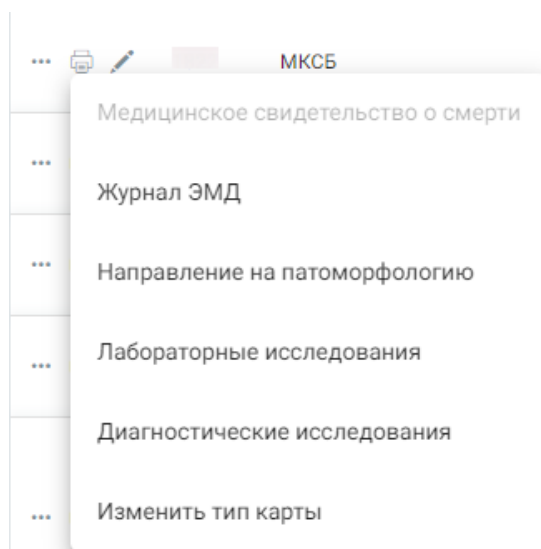 МКСБ
Медицинское свидетельство о смерти
Журнал ЭМД
Направление на патоморфологию
Лабораторные исследования
Диагностические исследования
Изменить тип карты